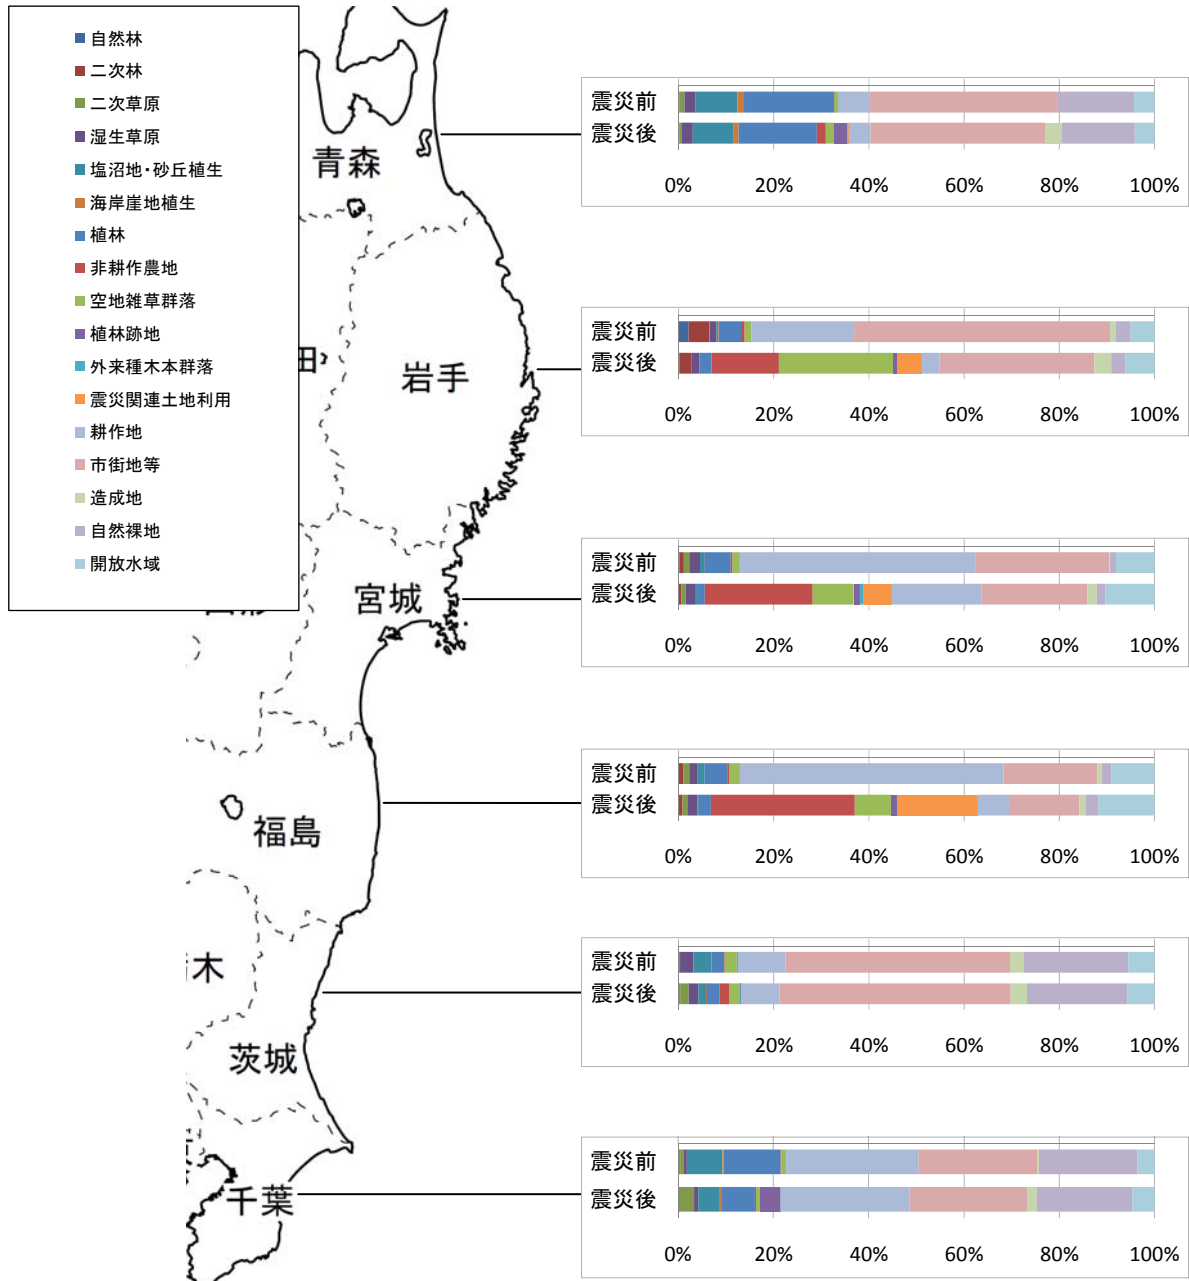 自然林
二次林
二次草原
湿生草原
塩沼地・砂丘植生
海岸崖地植生
植林
非耕作農地
空地雑草群落
植林跡地
外来種木本群落
震災関連土地利用
耕作地
市街地等
造成地
自然裸地
開放水域
青森
震災前
震災後
0% 20% 40% 60% 80% 100%
田
岩手
震災前
震災後
0% 20% 40% 60% 80% 100%
宮城
震災前
震災後
0% 20% 40% 60% 80% 100%
福島
震災前
震災後
0% 20% 40% 60% 80% 100%
木
茨城
震災前
震災後
0% 20% 40% 60% 80% 100%
千葉
震災前
震災後
0% 20% 40% 60% 80% 100%